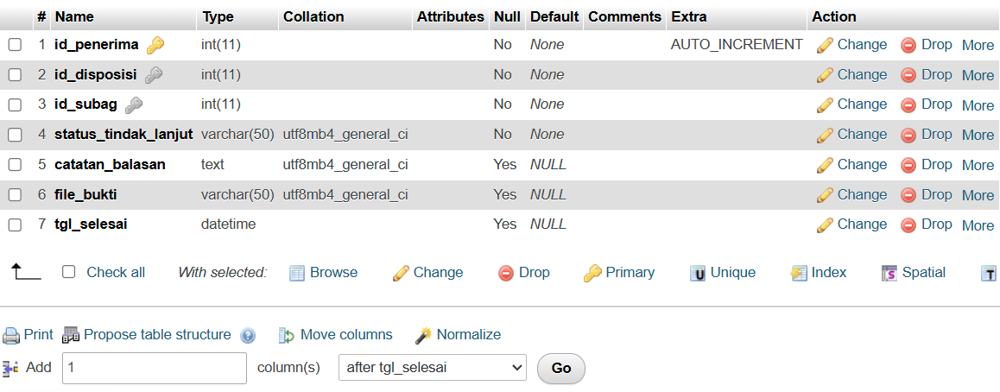 # Name Type Collation Attributes Null Default Comments Extra Action
1 id_penerima int(11) No None AUTO_INCREMENT Change Drop More
2 id_disposisi int(11) No None Change Drop More
3 id_subag int(11) No None Change Drop More
4 status_tindak_lanjut varchar(50) utf8mb4_general_ci No None Change Drop More
5 catatan_balasan text utf8mb4_general_ci Yes NULL Change Drop More
6 file_bukti varchar(50) utf8mb4_general_ci Yes NULL Change Drop More
7 tgl_selesai datetime Yes NULL Change Drop More
Check all With selected: Browse Change Drop Primary U Unique Index S Spatial T
Print Propose table structure ? Move columns Normalize
Add 1 column(s) after tgl_selesai Go